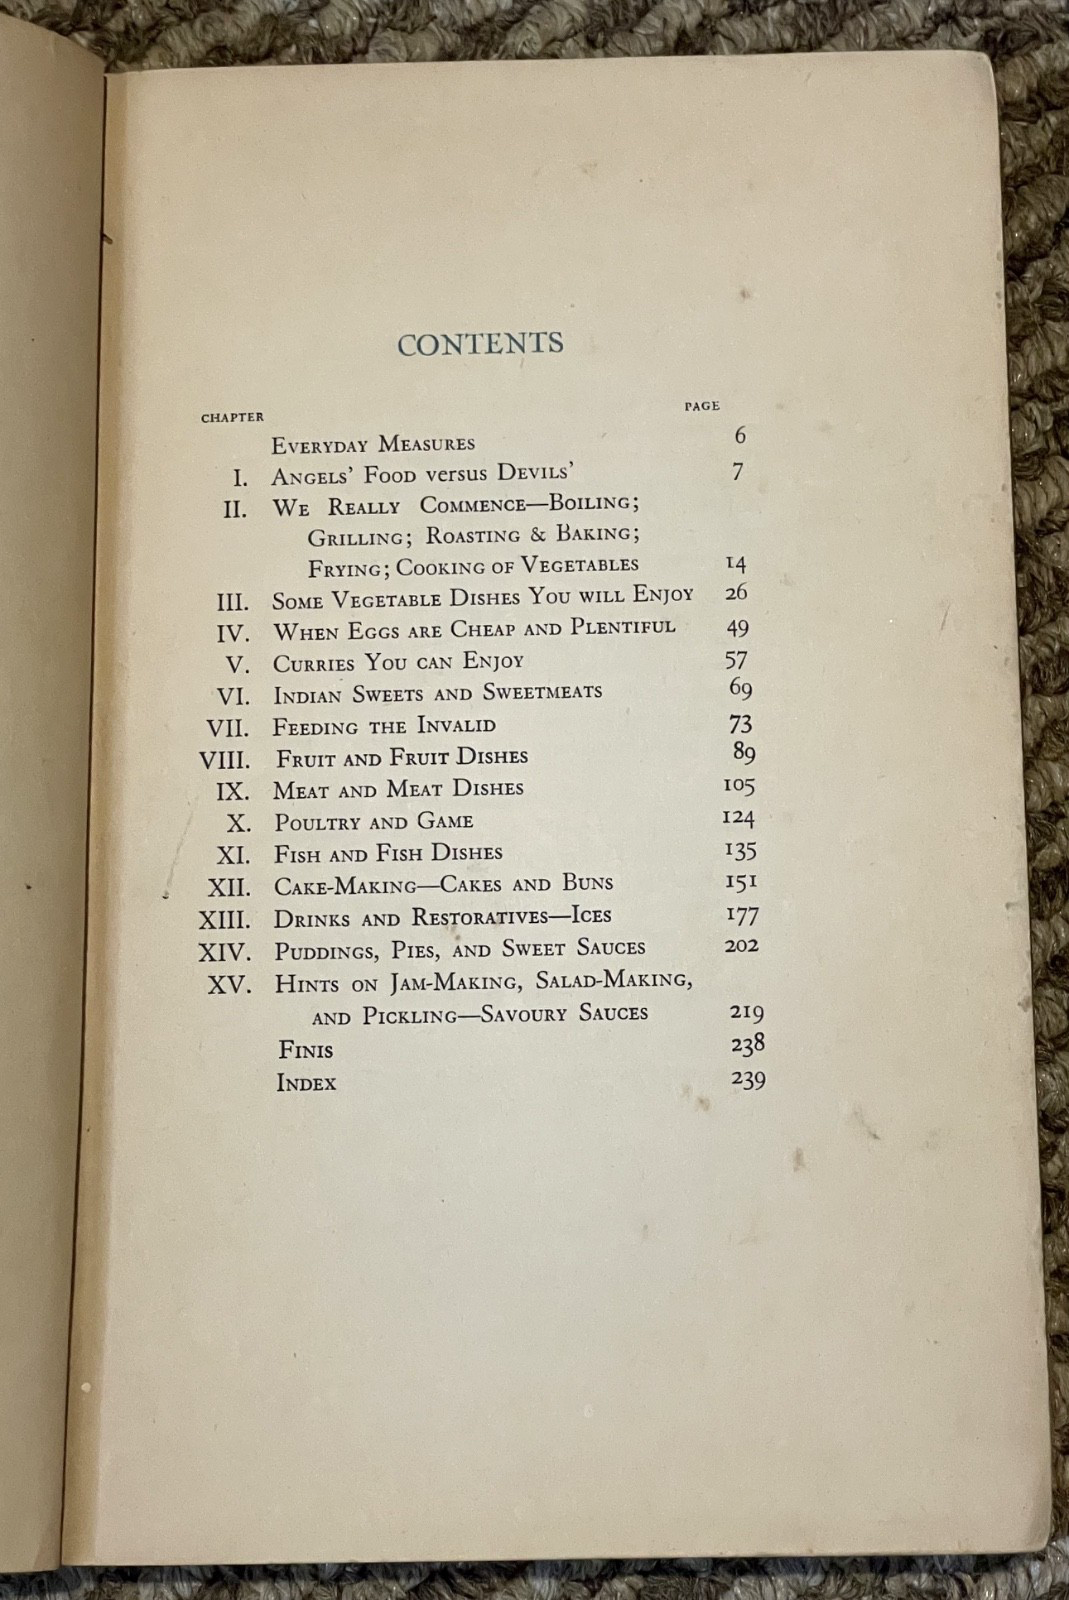 CONTENTS
CHAPTER PAGE
EVERYDAY MEASURES 6
I. ANGELS' FOOD versus DEVILS' 7
II. WE REALLY COMMENCE—BOILING;
GRILLING; ROASTING & BAKING;
FRYING; COOKING OF VEGETABLES 14
III. SOME VEGETABLE DISHES YOU WILL ENJOY 26
IV. WHEN EGGS ARE CHEAP AND PLENTIFUL 49
V. CURRIES YOU CAN ENJOY 57
VI. INDIAN SWEETS AND SWEETMEATS 69
VII. FEEDING THE INVALID 73
VIII. FRUIT AND FRUIT DISHES 89
IX. MEAT AND MEAT DISHES 105
X. POULTRY AND GAME 124
XI. FISH AND FISH DISHES 135
XII. CAKE-MAKING—CAKES AND BUNS 151
XIII. DRINKS AND RESTORATIVES—ICES 177
XIV. PUDDINGS, PIES, AND SWEET SAUCES 202
XV. HINTS ON JAM-MAKING, SALAD-MAKING,
AND PICKLING—SAVOURY SAUCES 219
FINIS 238
INDEX 239